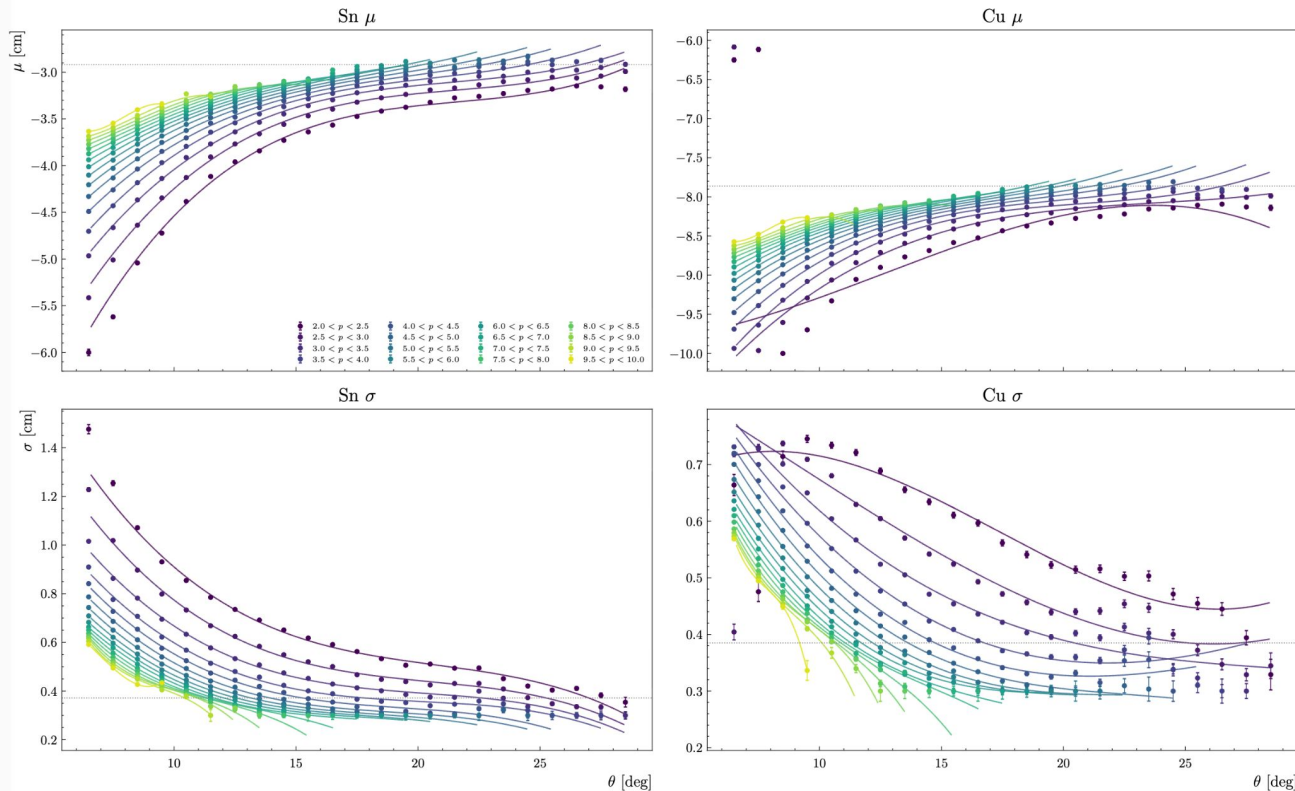 Sn μ
Cu μ
μ [cm]
−3.0
−3.5
−4.0
−4.5
−5.0
−5.5
−6.0
−6.0
−6.5
−7.0
−7.5
−8.0
−8.5
−9.0
−9.5
−10.0
2.0 < p < 2.5
2.5 < p < 3.0
3.0 < p < 3.5
3.5 < p < 4.0
4.0 < p < 4.5
4.5 < p < 5.0
5.0 < p < 5.5
5.5 < p < 6.0
6.0 < p < 6.5
6.5 < p < 7.0
7.0 < p < 7.5
7.5 < p < 8.0
8.0 < p < 8.5
8.5 < p < 9.0
9.0 < p < 9.5
9.5 < p < 10.0
Sn σ
Cu σ
σ [cm]
1.4
1.2
1.0
0.8
0.6
0.4
0.2
0.7
0.6
0.5
0.4
0.3
0.2
10
15
20
25
θ [deg]
10
15
20
25
θ [deg]